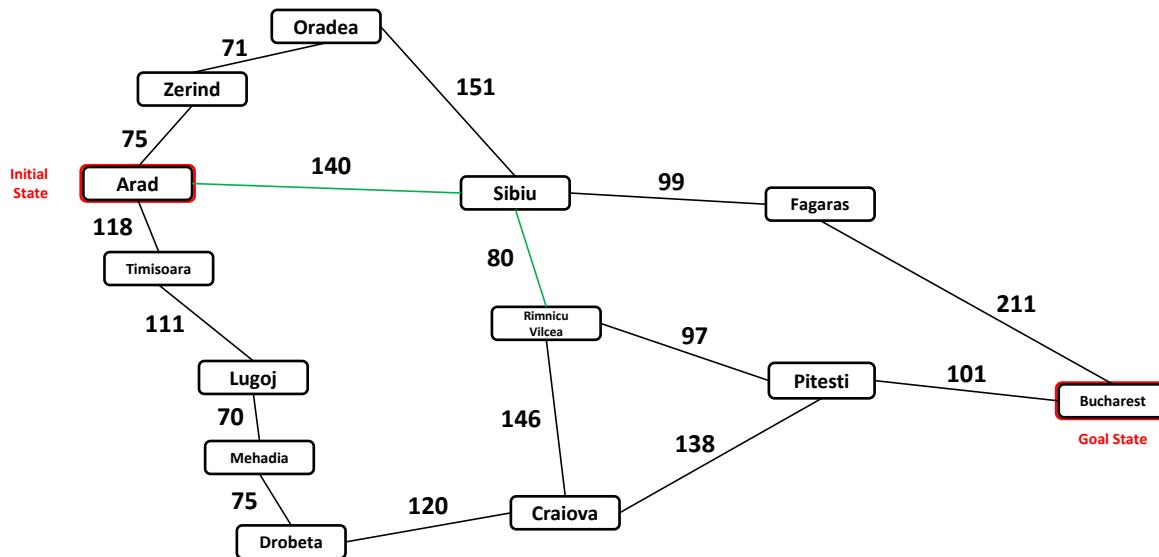 Oradea
71
Zerind
151
75
Initial
State
Arad
140
Sibiu
99
Fagaras
118
Timisoara
80
111
Rimnicu
Vilcea
97
211
Lugoj
Pitesti
101
Bucharest
70
146
138
Goal State
Mehadia
75
120
Craiova
Drobeta